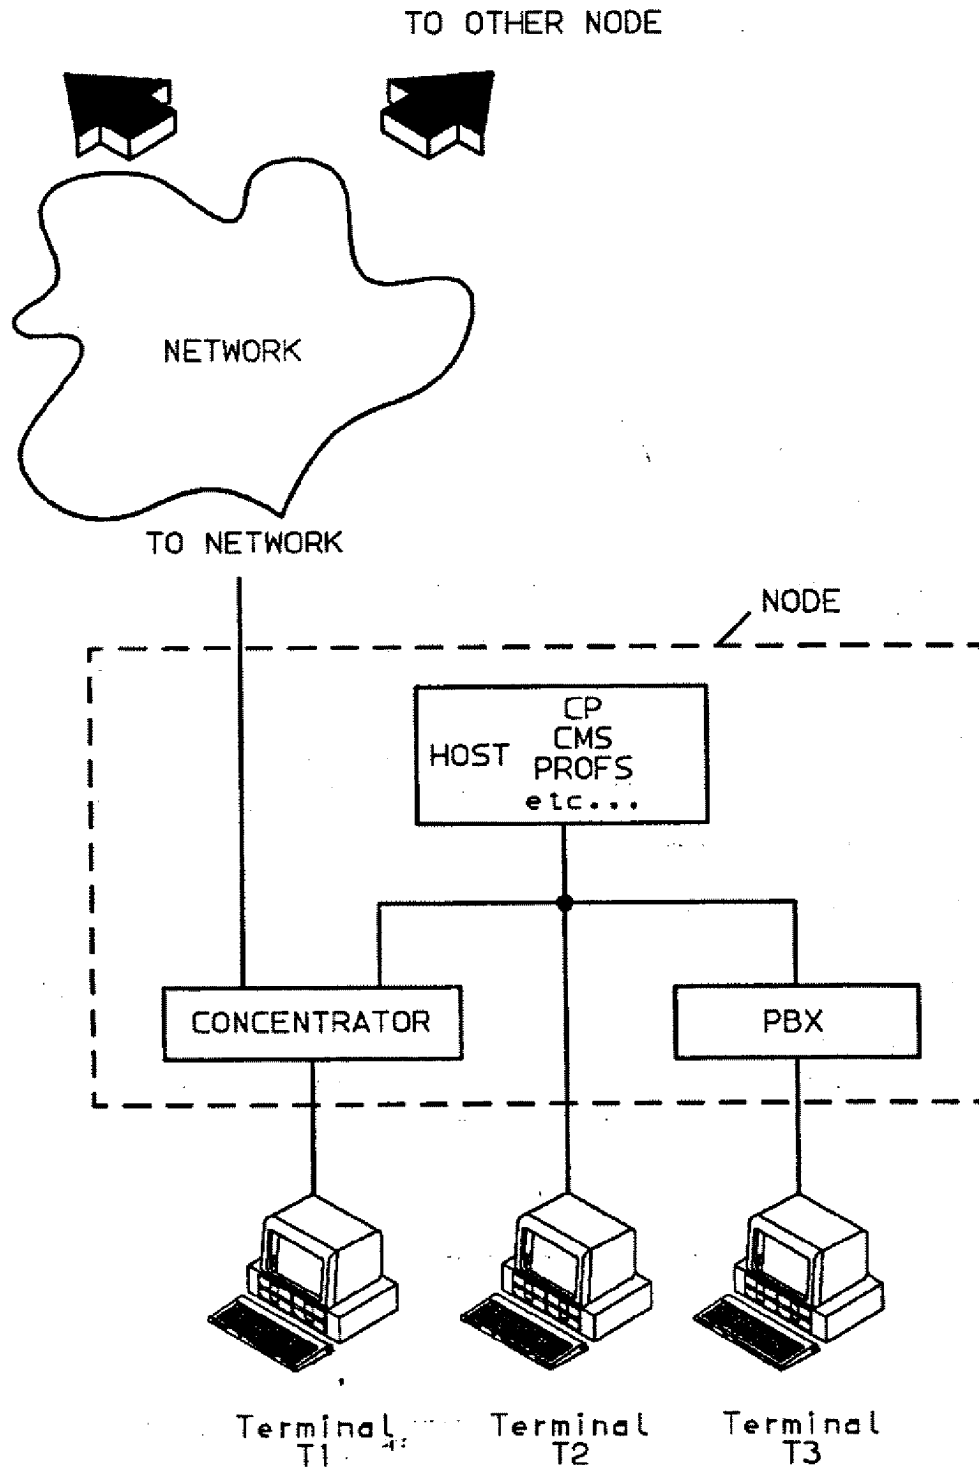 TO OTHER NODE
NETWORK
TO NETWORK
NODE
CP
CMS
HOST PROFS
etc...
CONCENTRATOR
PBX
Terminal
T1
Terminal
T2
Terminal
T3